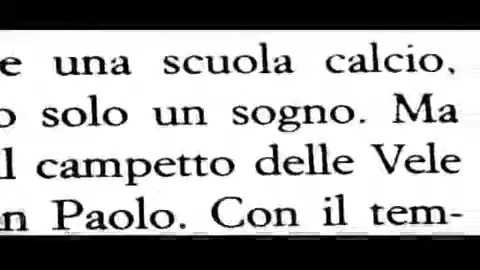 e una scuola calcio,
o solo un sogno. Ma
l campetto delle Vele
n Paolo. Con il tem-